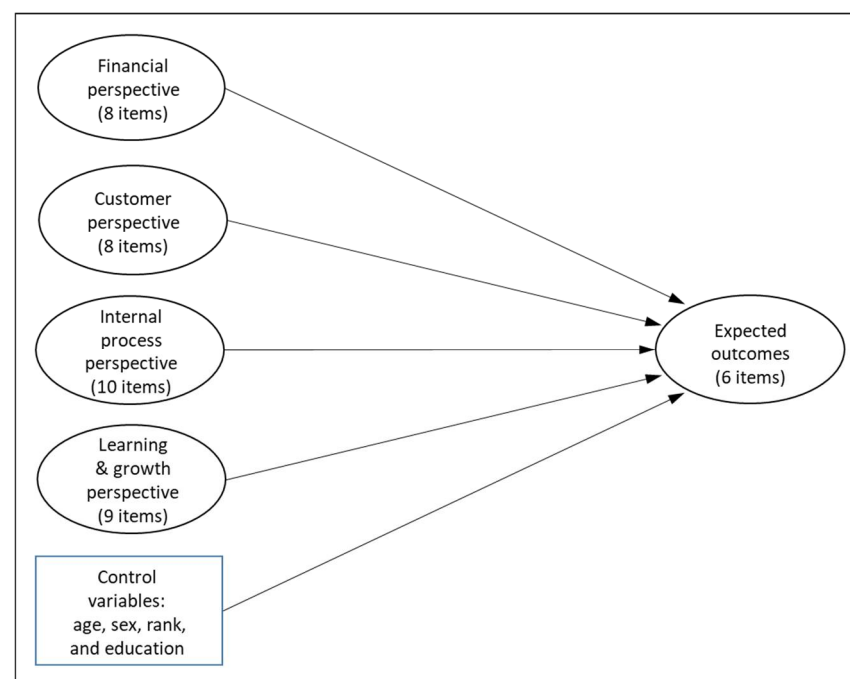 Financial
perspective
(8 items)
Customer
perspective
(8 items)
Internal
process
perspective
(10 items)
Learning
& growth
perspective
(9 items)
Control
variables:
age, sex, rank,
and education
Expected
outcomes
(6 items)